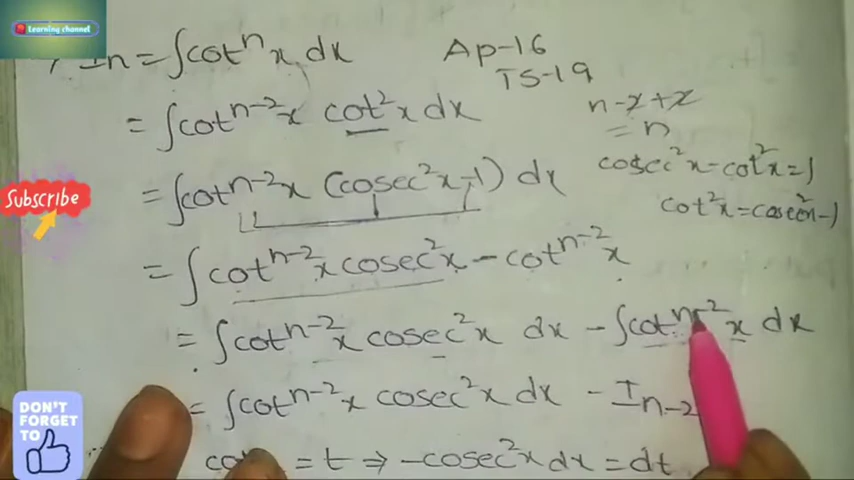 Learning channel
In = ∫cotⁿx dx
Ap-16
TS-19
= ∫cotⁿ⁻²x cot²x dx
n-2+2
= n
= ∫cotⁿ⁻²x (cosec²x-1) dx
cosec²x-cot²x=1
cot²x=cosec²x-1
= ∫cotⁿ⁻²x cosec²x - cotⁿ⁻²x
= ∫cotⁿ⁻²x cosec²x dx - ∫cotⁿ⁻²x dx
= ∫cotⁿ⁻²x cosec²x dx - In-2
= t ⇒ -cosec²x dx = dt
Subscribe
DON'T
FORGET
TO